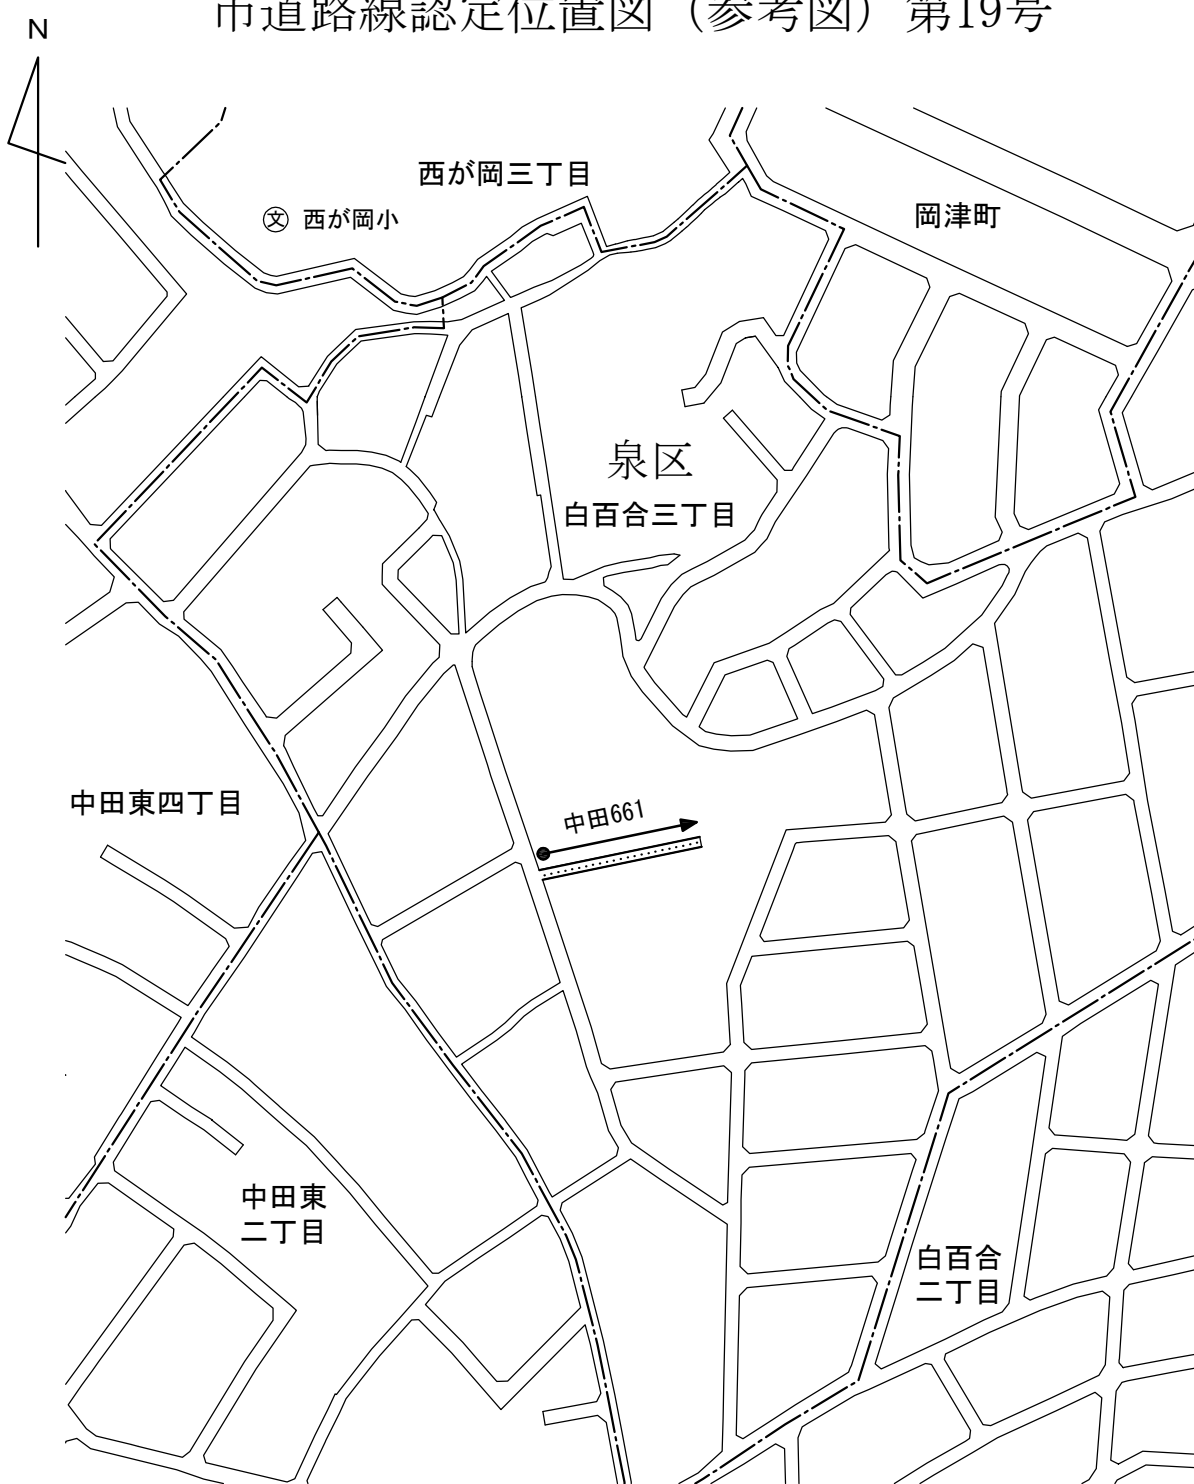 市道路線認定位置図（参考図）第19号
N
西が岡三丁目
文 西が岡小
岡津町
泉区
白百合三丁目
中田東四丁目
中田661
中田東
二丁目
白百合
二丁目